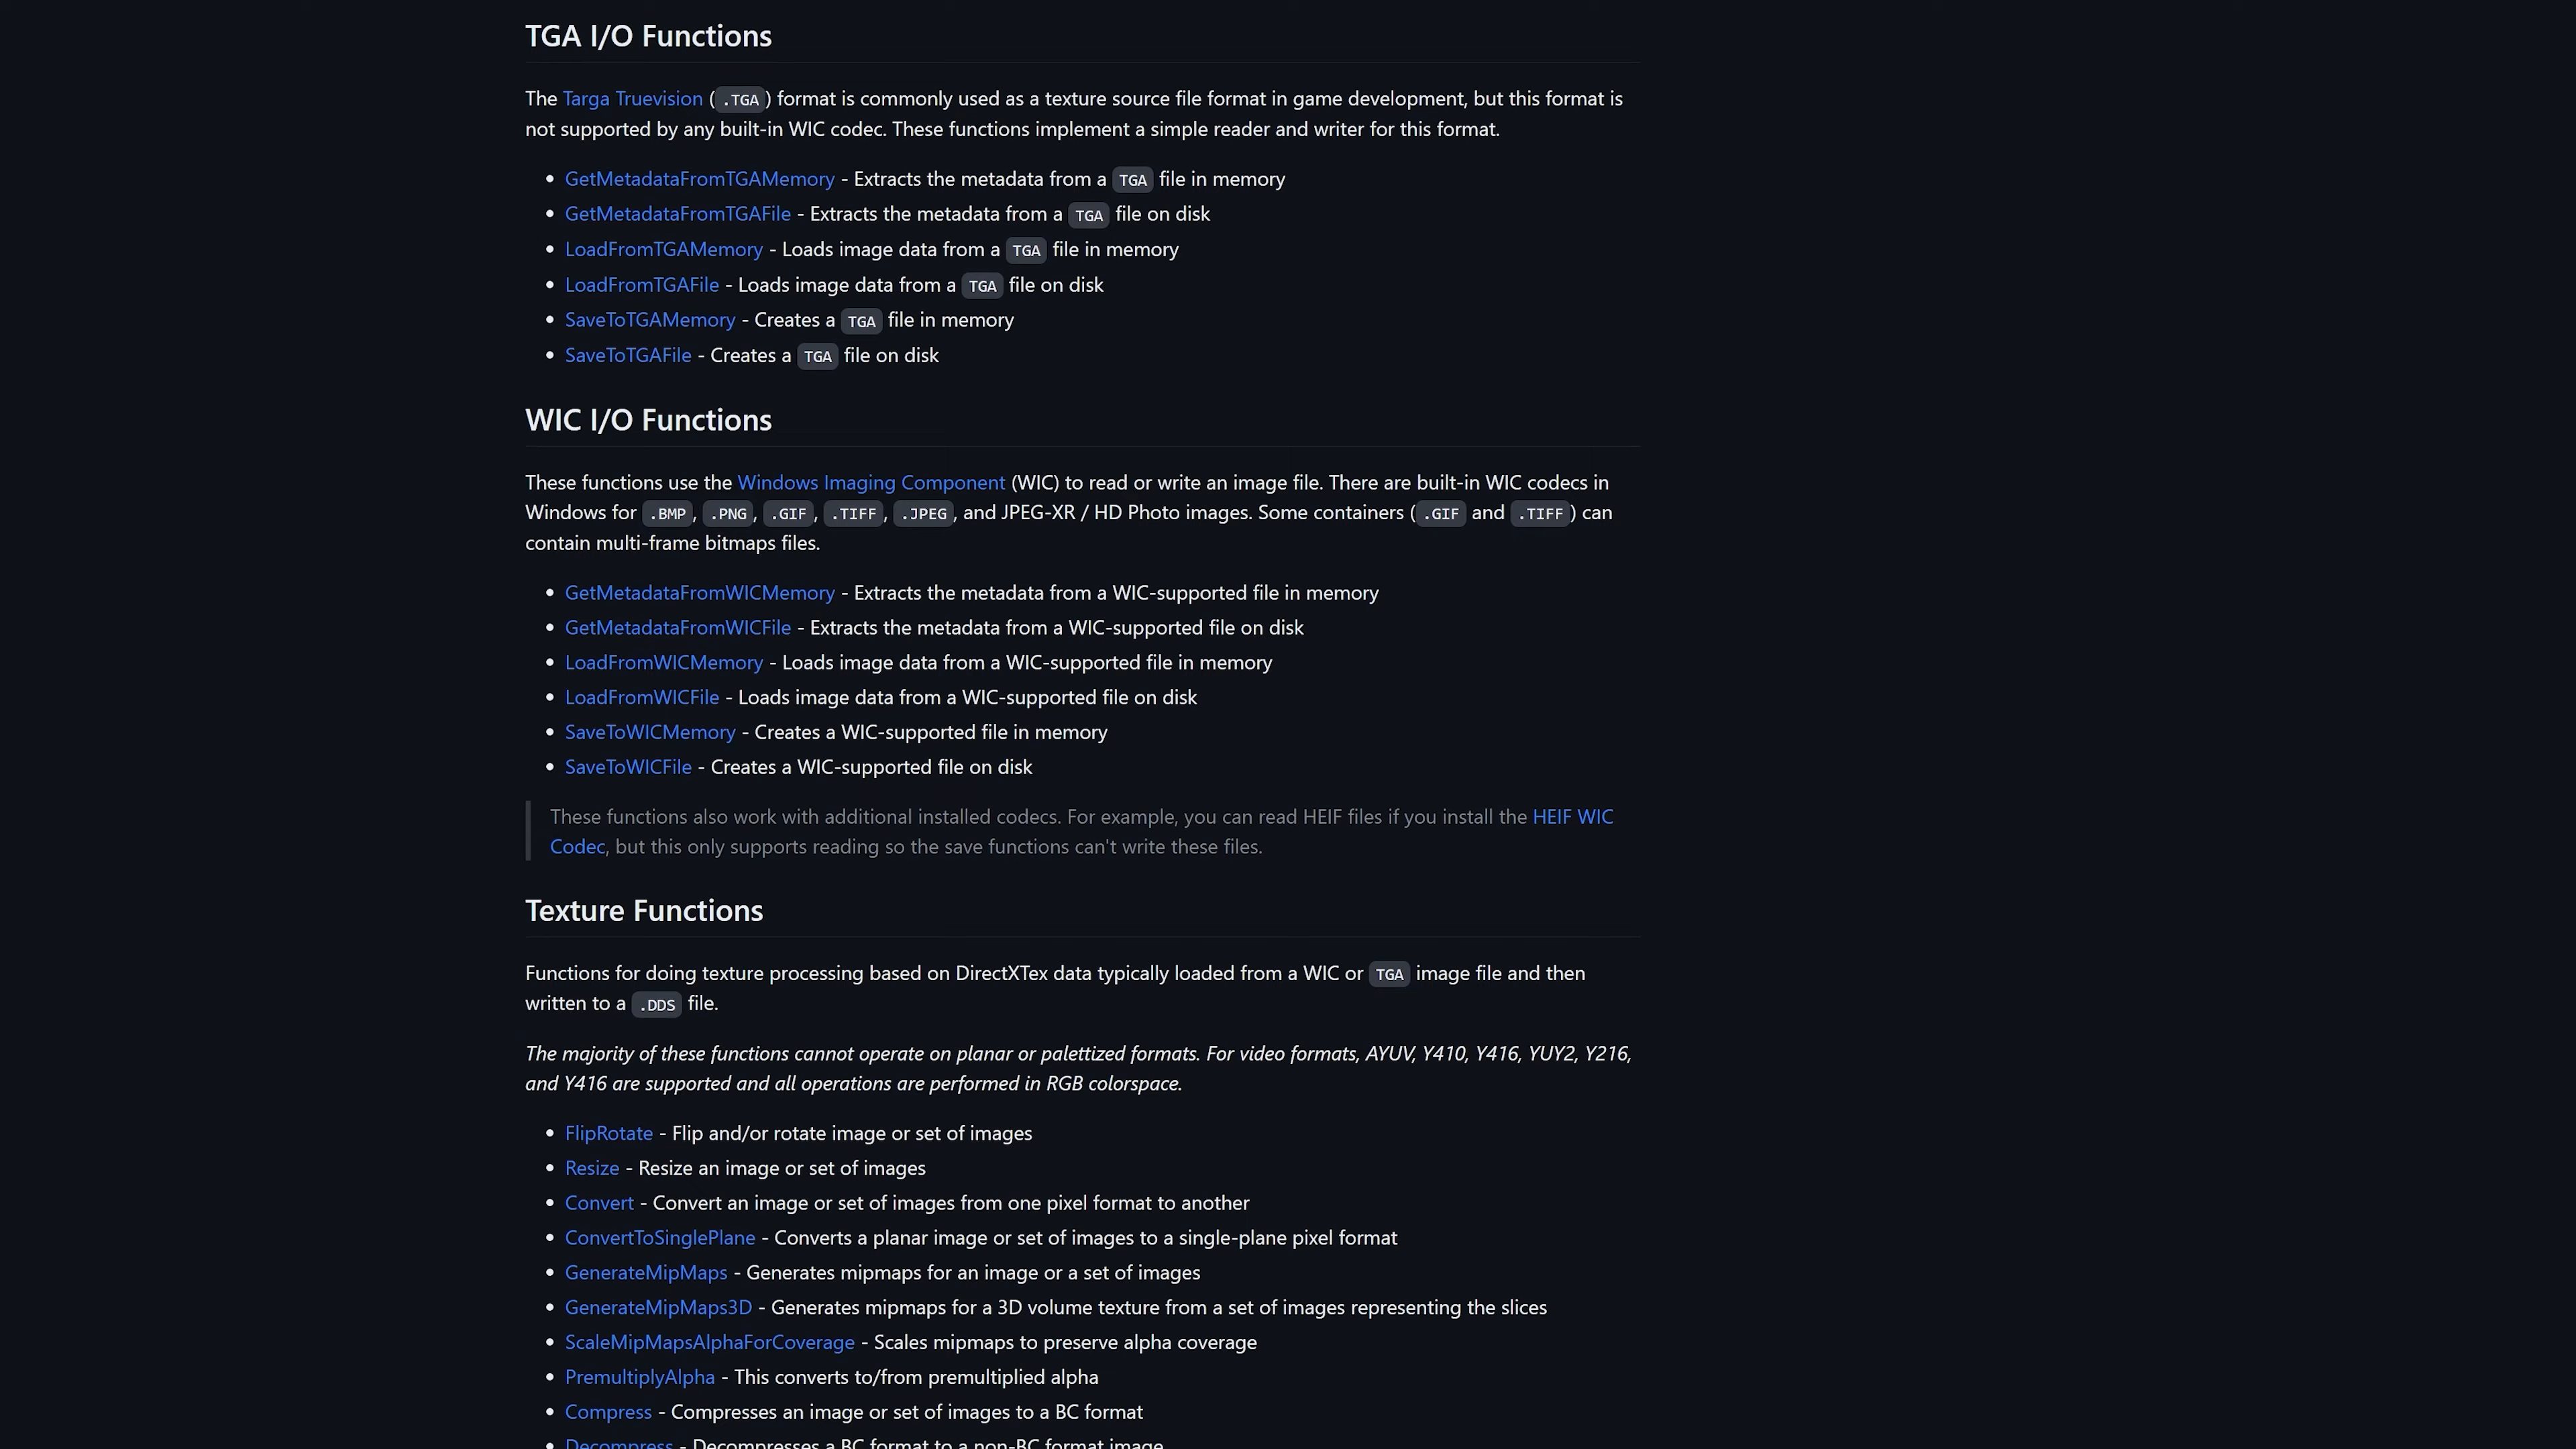 TGA I/O Functions
The Targa Truevision (.TGA) format is commonly used as a texture source file format in game development, but this format is
not supported by any built-in WIC codec. These functions implement a simple reader and writer for this format.
• GetMetadataFromTGAMemory - Extracts the metadata from a TGA file in memory
• GetMetadataFromTGAFile - Extracts the metadata from a TGA file on disk
• LoadFromTGAMemory - Loads image data from a TGA file in memory
• LoadFromTGAFile - Loads image data from a TGA file on disk
• SaveToTGAMemory - Creates a TGA file in memory
• SaveToTGAFile - Creates a TGA file on disk
WIC I/O Functions
These functions use the Windows Imaging Component (WIC) to read or write an image file. There are built-in WIC codecs in
Windows for .BMP, .PNG, .GIF, .TIFF, .JPEG, and JPEG-XR / HD Photo images. Some containers (.GIF and .TIFF) can
contain multi-frame bitmaps files.
• GetMetadataFromWICMemory - Extracts the metadata from a WIC-supported file in memory
• GetMetadataFromWICFile - Extracts the metadata from a WIC-supported file on disk
• LoadFromWICMemory - Loads image data from a WIC-supported file in memory
• LoadFromWICFile - Loads image data from a WIC-supported file on disk
• SaveToWICMemory - Creates a WIC-supported file in memory
• SaveToWICFile - Creates a WIC-supported file on disk
These functions also work with additional installed codecs. For example, you can read HEIF files if you install the HEIF WIC
Codec, but this only supports reading so the save functions can't write these files.
Texture Functions
Functions for doing texture processing based on DirectXTex data typically loaded from a WIC or TGA image file and then
written to a .DDS file.
The majority of these functions cannot operate on planar or palettized formats. For video formats, AYUV, Y410, Y416, YUY2, Y216,
and Y416 are supported and all operations are performed in RGB colorspace.
• FlipRotate - Flip and/or rotate image or set of images
• Resize - Resize an image or set of images
• Convert - Convert an image or set of images from one pixel format to another
• ConvertToSinglePlane - Converts a planar image or set of images to a single-plane pixel format
• GenerateMipMaps - Generates mipmaps for an image or a set of images
• GenerateMipMaps3D - Generates mipmaps for a 3D volume texture from a set of images representing the slices
• ScaleMipMapsAlphaForCoverage - Scales mipmaps to preserve alpha coverage
• PremultiplyAlpha - This converts to/from premultiplied alpha
• Compress - Compresses an image or set of images to a BC format
• Decompress - Decompresses a BC format to a non-BC format image